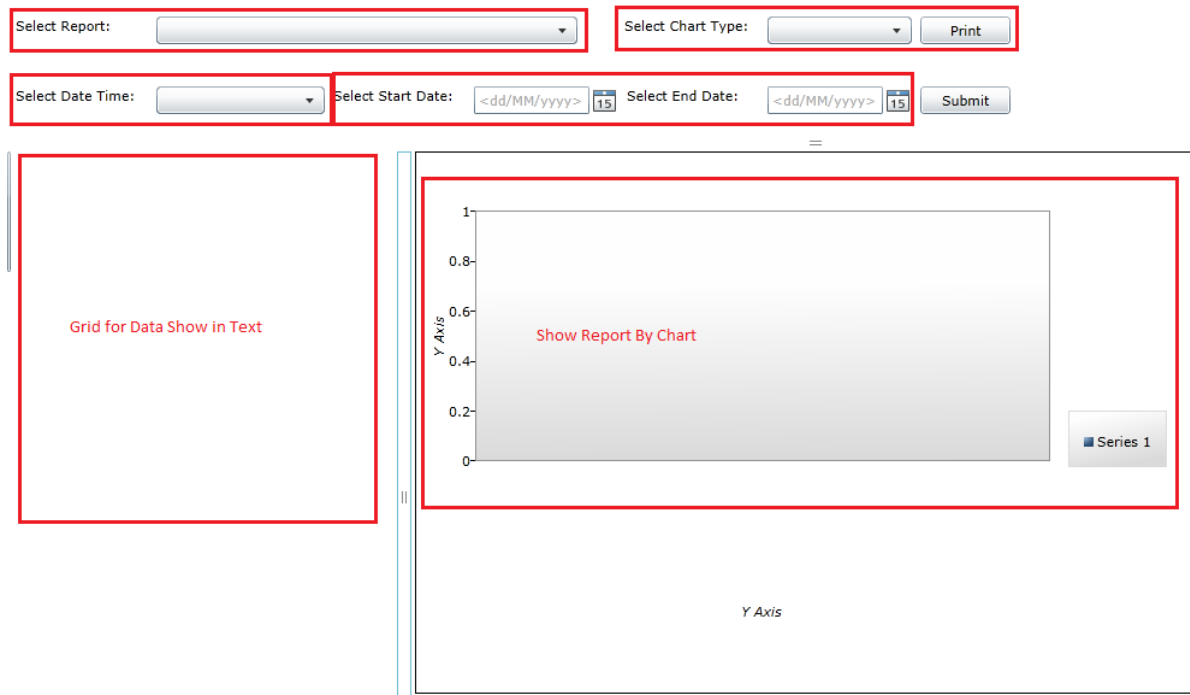 Select Report:
Select Chart Type:
Print
Select Date Time:
Select Start Date:
<dd/MM/yyyy>
15
Select End Date:
<dd/MM/yyyy>
15
Submit
Grid for Data Show in Text
1
0.8
0.6
0.4
0.2
0
Y Axis
Show Report By Chart
Series 1
Y Axis